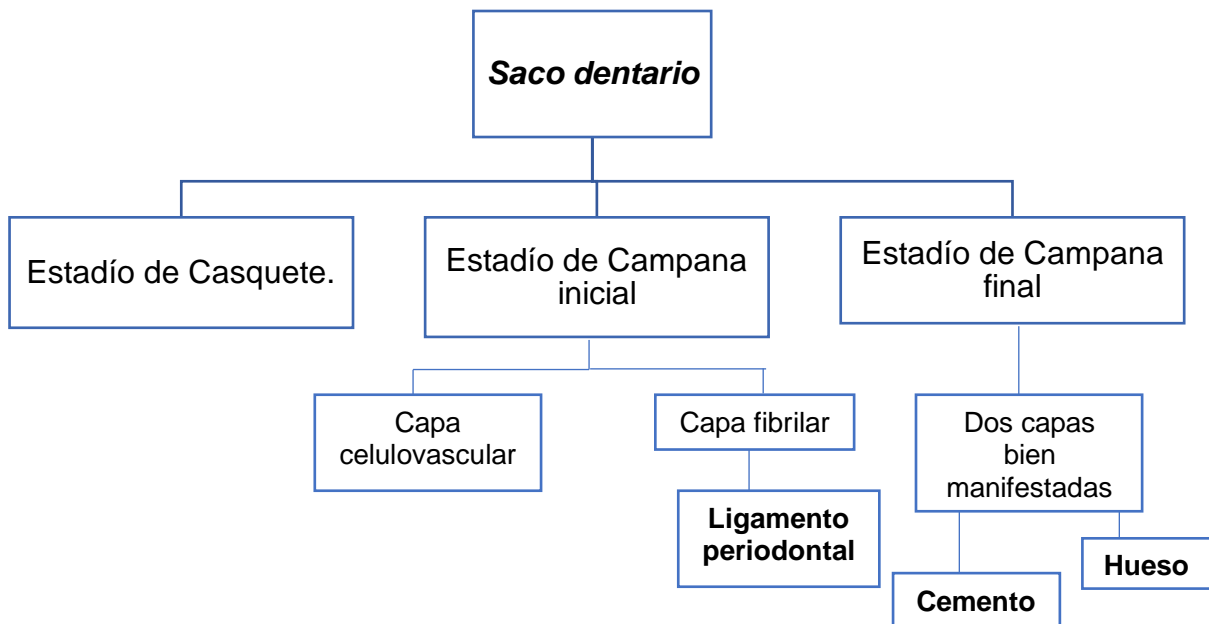 Saco dentario
Estadío de Casquete.
Estadío de Campana
inicial
Estadío de Campana
final
Capa
celulovascular
Capa fibrilar
Dos capas
bien
manifestadas
Ligamento
periodontal
Hueso
Cemento